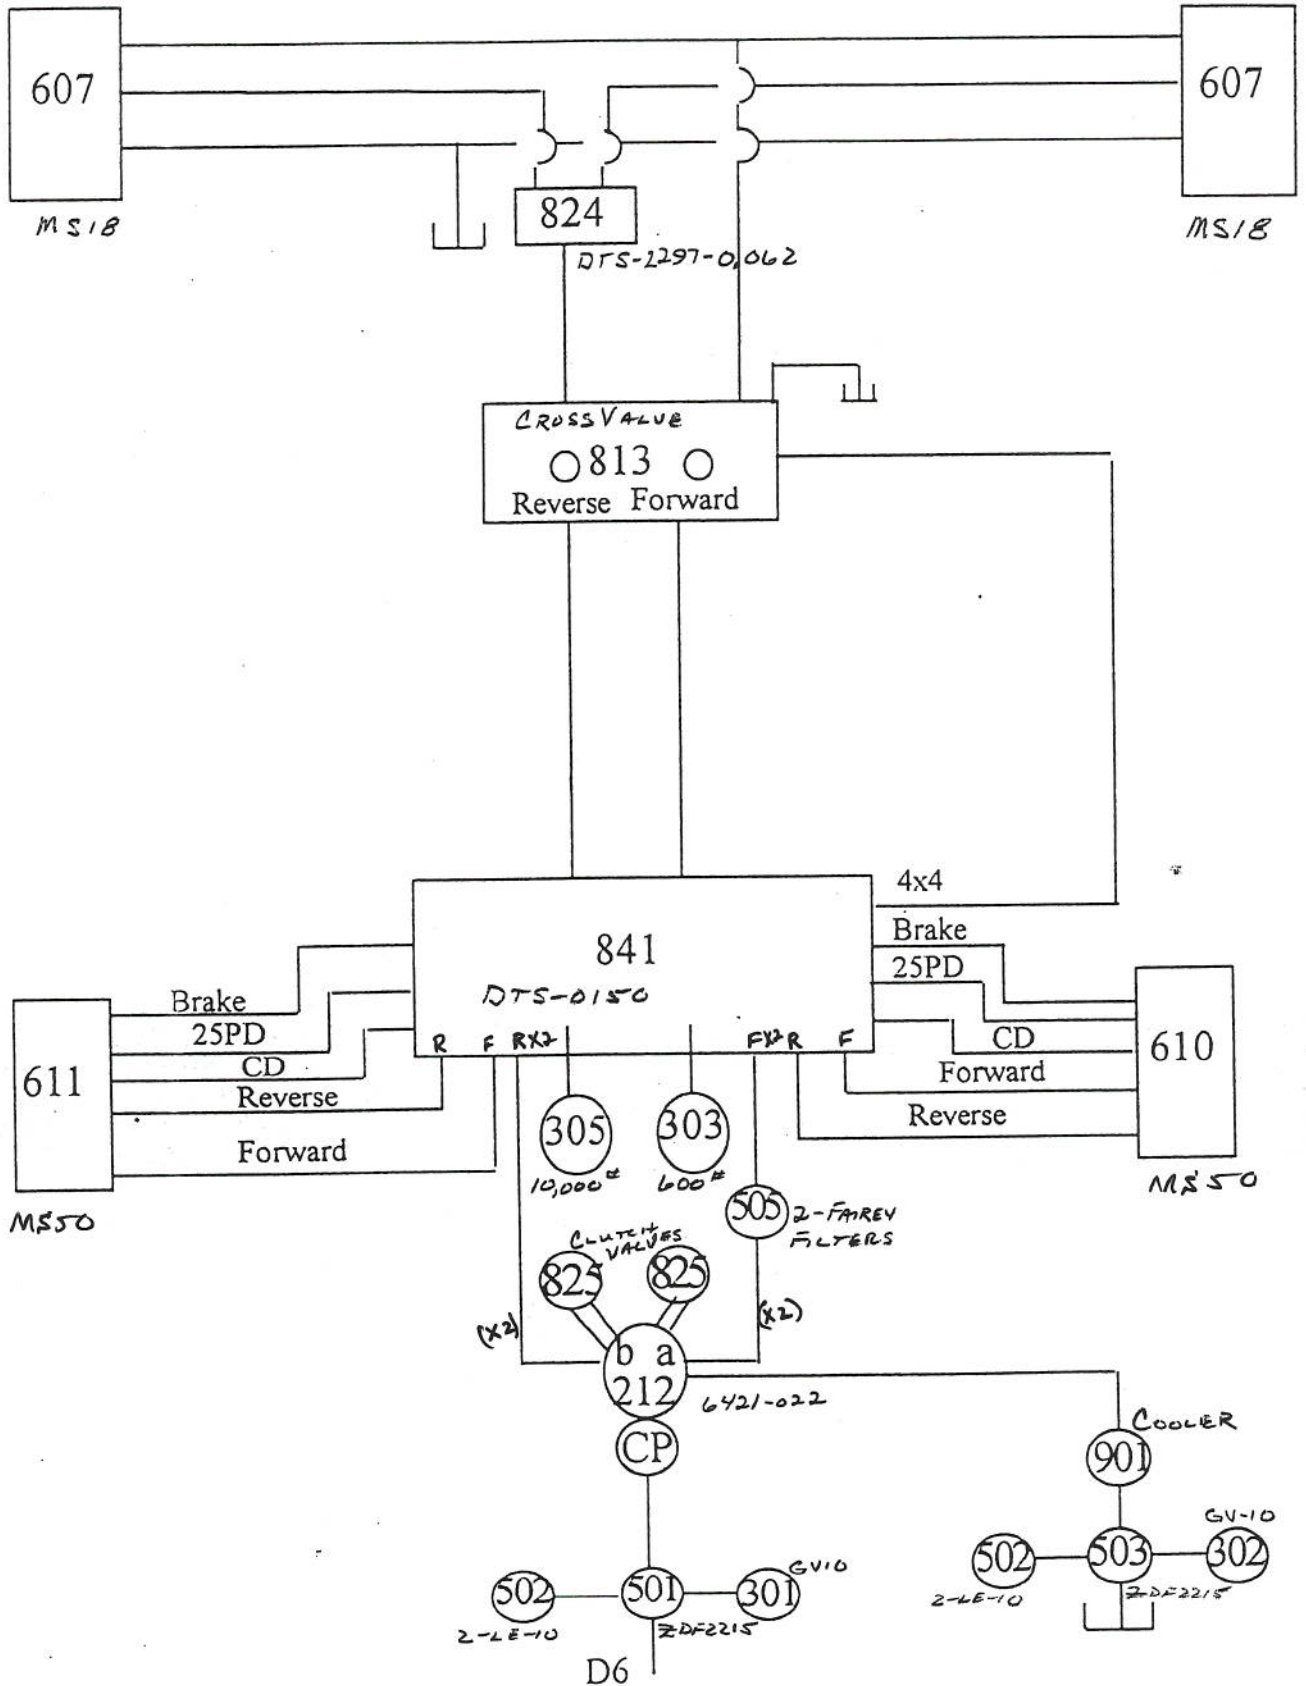 607
607
MS18
MS18
824
DTS-2297-0.062
CROSS VALUE
813
Reverse Forward
4x4
841
Brake
25PD
DTS-0150
Brake
25PD
CD
Reverse
Forward
R F RX2
FX2 R F
CD
Forward
Reverse
611
610
MS50
MS50
305
303
10,000#
600#
505
2-FAIREY
FILTERS
CLUTCH
VALVES
825
825
(X2)
(X2)
b a
212
6421-022
CP
COOLER
901
GV-10
502
503
302
2-LE-10
ZDF2215
GV10
502
501
301
2-LE-10
ZDF2215
D6